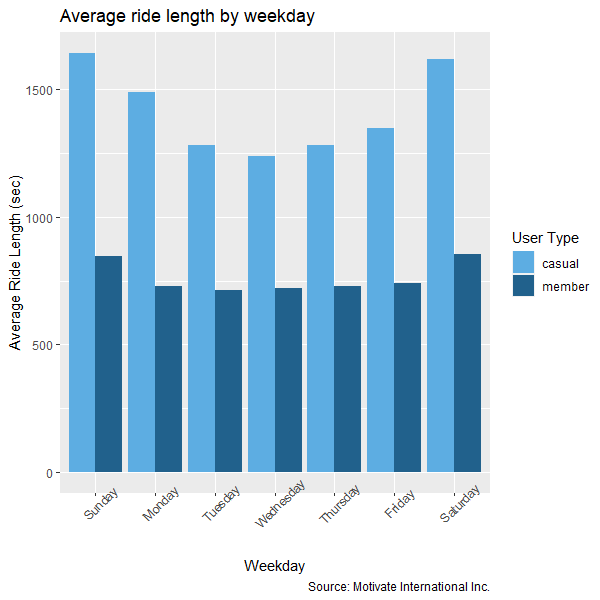 Average ride length by weekday
Average Ride Length (sec)
1500
1000
500
0
Sunday
Monday
Tuesday
Wednesday
Thursday
Friday
Saturday
Weekday
User Type
casual
member
Source: Motivate International Inc.